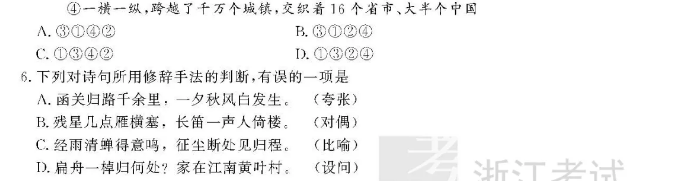 ④一横一纵,跨越了千万个城镇,交织着 16 个省市、大半个中国
A. ③①④② B. ③①②④
C. ①③④② D. ①③②④
6. 下列对诗句所用修辞手法的判断,有误的一项是
A. 函关归路千余里，一夕秋风白发生。 (夸张)
B. 残星几点雁横塞，长笛一声人倚楼。 (对偶)
C. 经雨清蝉得意鸣，征尘断处见归程。 (比喻)
D. 扁舟一棹归何处？家在江南黄叶村。 (设问)
考 浙江考试